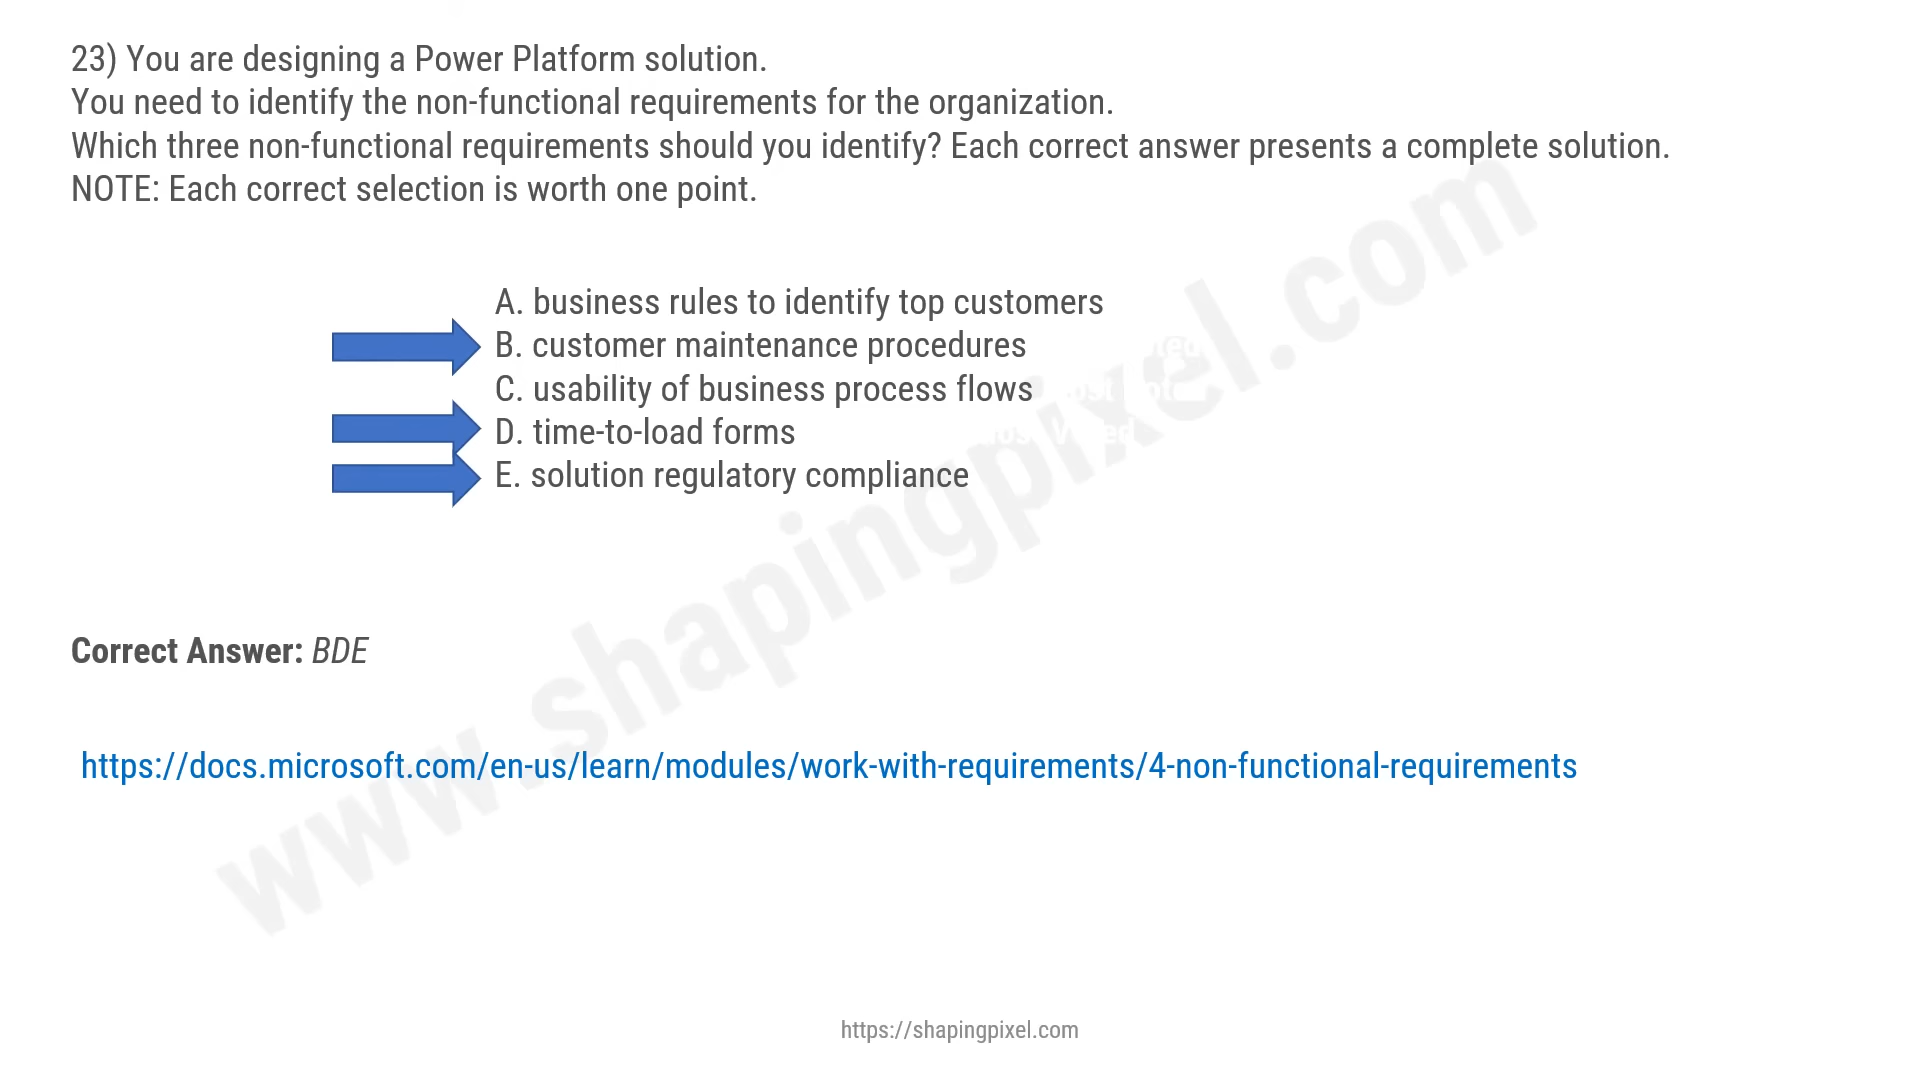 23) You are designing a Power Platform solution.
You need to identify the non-functional requirements for the organization.
Which three non-functional requirements should you identify? Each correct answer presents a complete solution.
NOTE: Each correct selection is worth one point.
A. business rules to identify top customers
B. customer maintenance procedures
C. usability of business process flows
D. time-to-load forms
E. solution regulatory compliance
www.shapingpixel.com
Correct Answer: BDE
https://docs.microsoft.com/en-us/learn/modules/work-with-requirements/4-non-functional-requirements
https://shapingpixel.com